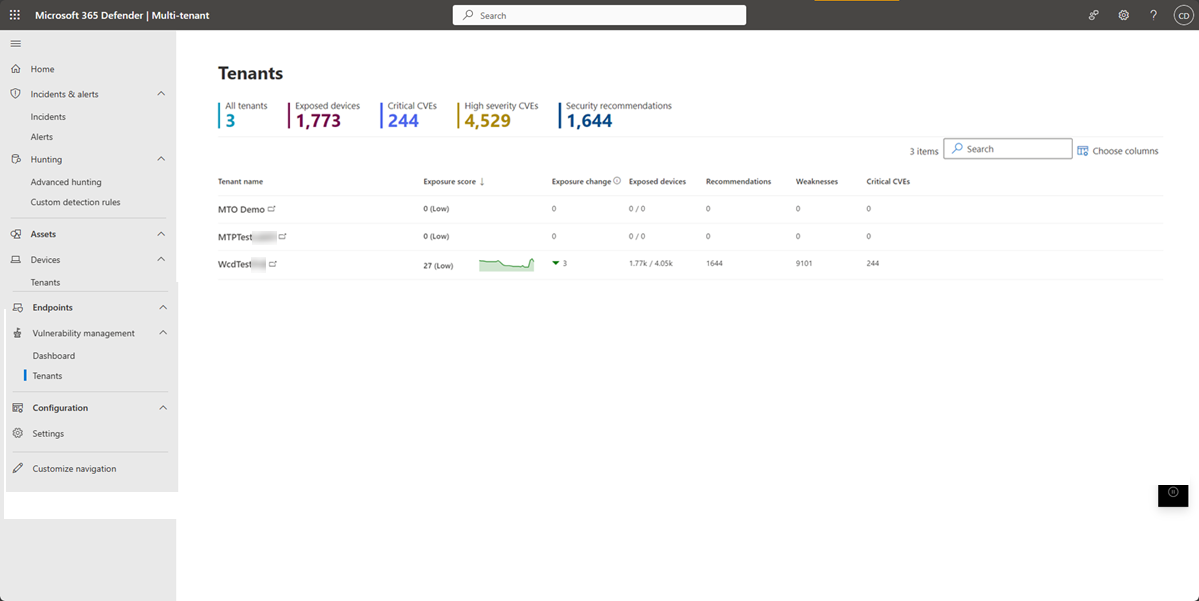 Microsoft 365 Defender | Multi-tenant
Search
?
CD
Home
Incidents & alerts
Incidents
Alerts
Hunting
Advanced hunting
Custom detection rules
Assets
Devices
Tenants
Endpoints
Vulnerability management
Dashboard
Tenants
Configuration
Settings
Customize navigation
Tenants
All tenants Exposed devices Critical CVEs High severity CVEs Security recommendations
3 1,773 244 4,529 1,644
3 items Search Choose columns
Tenant name Exposure score ↓ Exposure change Exposed devices Recommendations Weaknesses Critical CVEs
MTO Demo 0 (Low) 0 0 / 0 0 0 0
MTPTest 0 (Low) 0 0 / 0 0 0 0
WcdTest 27 (Low) 3 1.77k / 4.05k 1644 9101 244